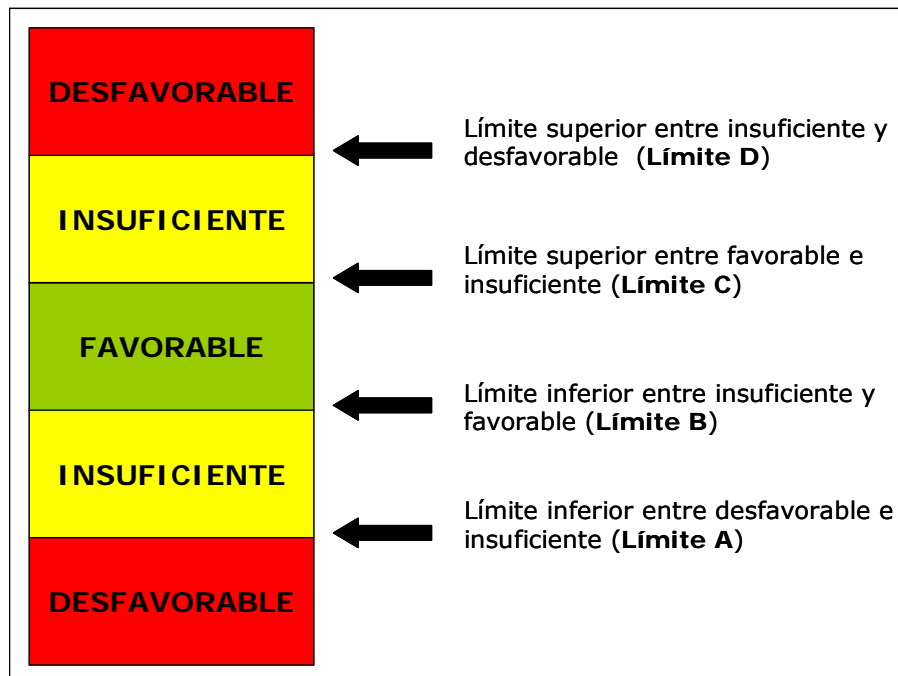 DESFAVORABLE
Límite superior entre insuficiente y
desfavorable (Límite D)
INSUFICIENTE
Límite superior entre favorable e
insuficiente (Límite C)
FAVORABLE
Límite inferior entre insuficiente y
favorable (Límite B)
INSUFICIENTE
Límite inferior entre desfavorable e
insuficiente (Límite A)
DESFAVORABLE